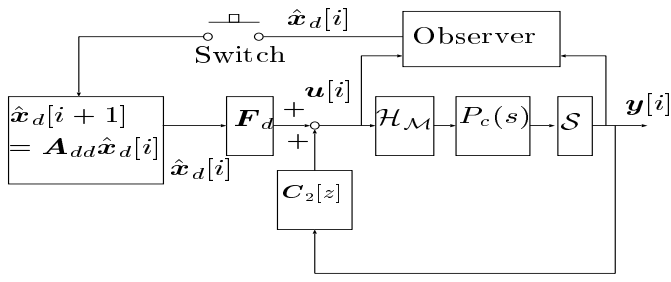 x̂_d[i]
Observer
Switch
u[i]
y[i]
x̂_d[i + 1]
= A_dd x̂_d[i]
F_d
+
+
H_M
P_c(s)
S
x̂_d[i]
C_2[z]